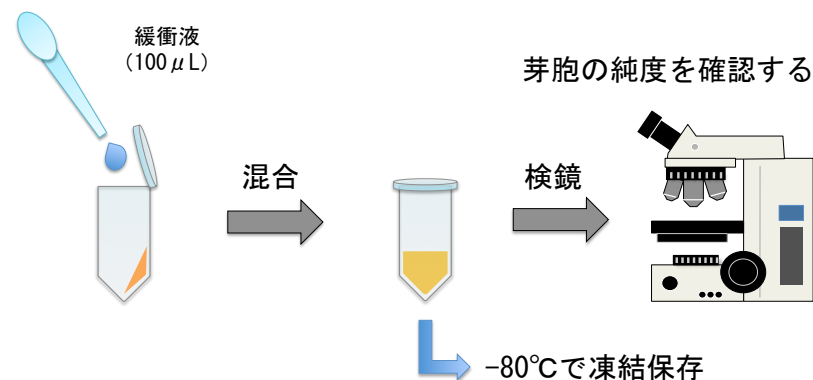 緩衝液
(100μL)
芽胞の純度を確認する
混合
検鏡
-80℃で凍結保存